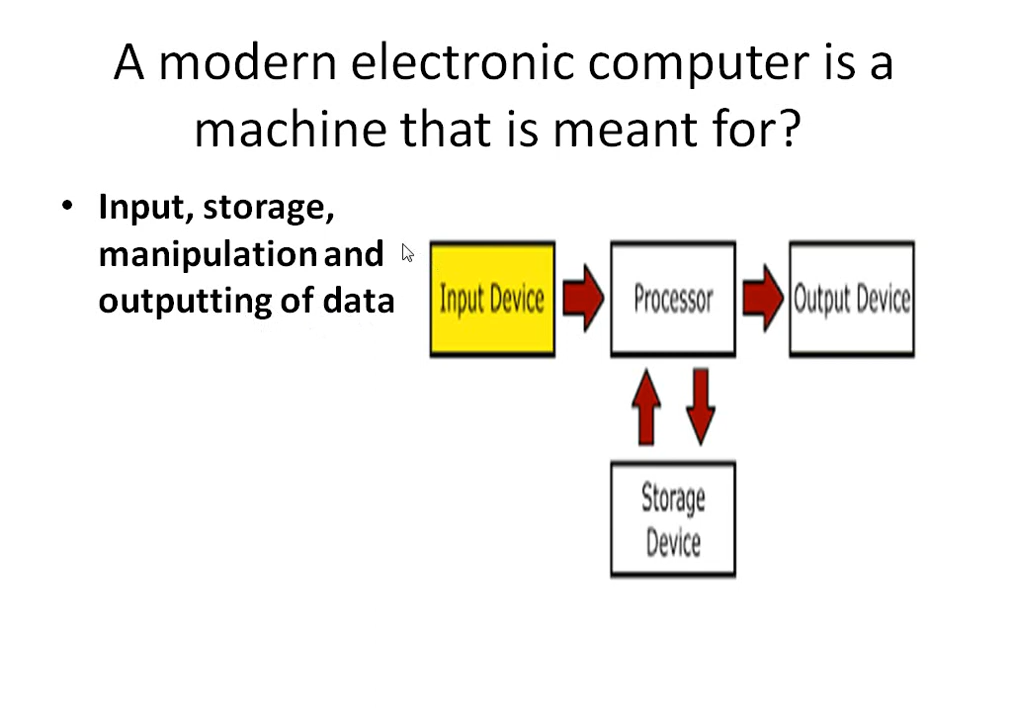 A modern electronic computer is a
machine that is meant for?
• Input, storage,
manipulation and
outputting of data
Input Device
Processor
Output Device
Storage
Device